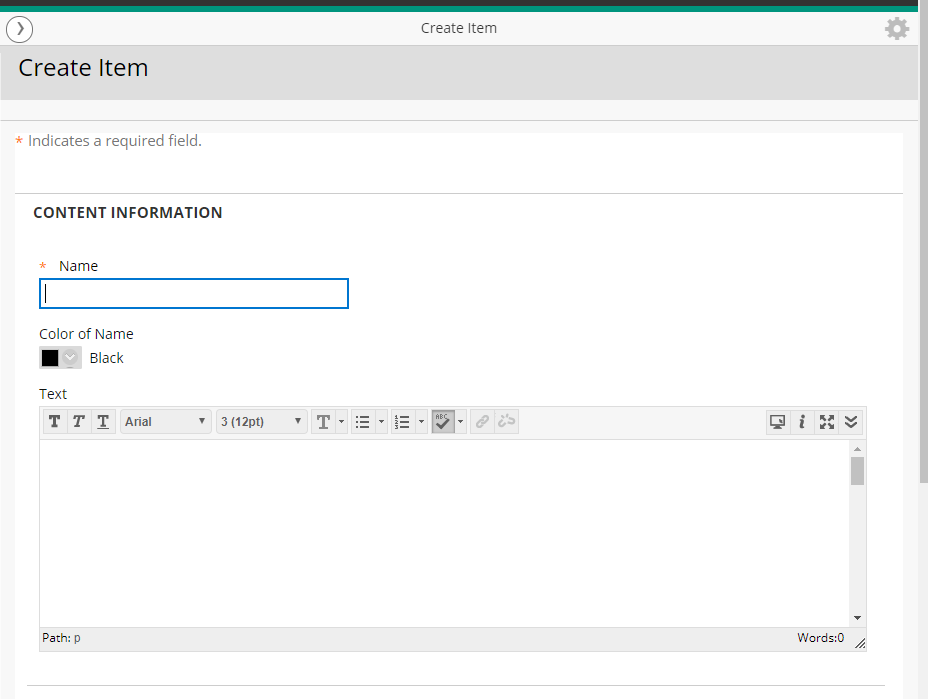 Create Item
Create Item
* Indicates a required field.
CONTENT INFORMATION
* Name
Color of Name
Black
Text
T T T Arial 3 (12pt) T ABC i
Path: p Words:0